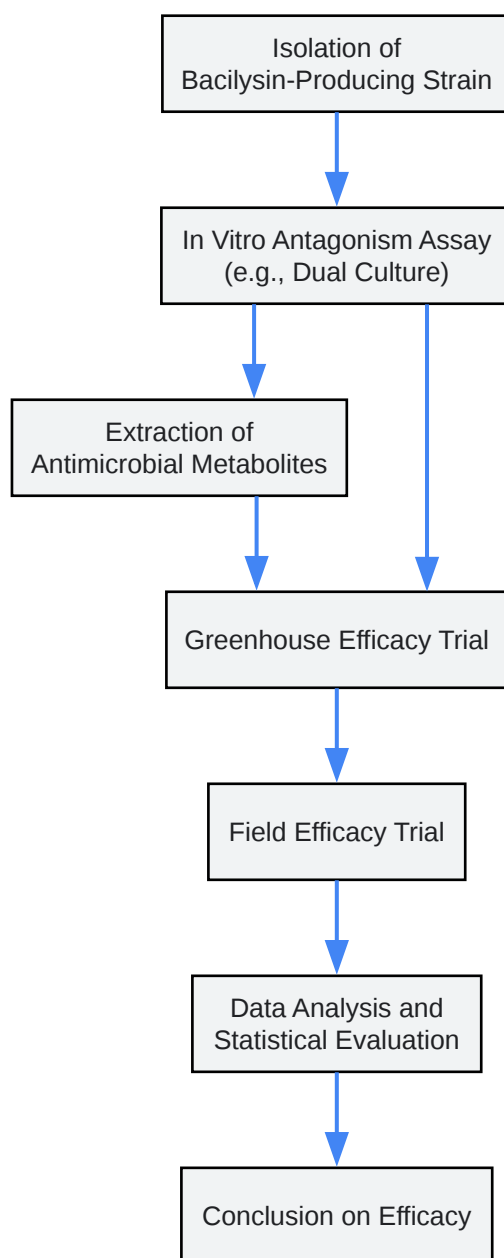 Isolation of
Bacilysin-Producing Strain
In Vitro Antagonism Assay
(e.g., Dual Culture)
Extraction of
Antimicrobial Metabolites
Greenhouse Efficacy Trial
Field Efficacy Trial
Data Analysis and
Statistical Evaluation
Conclusion on Efficacy